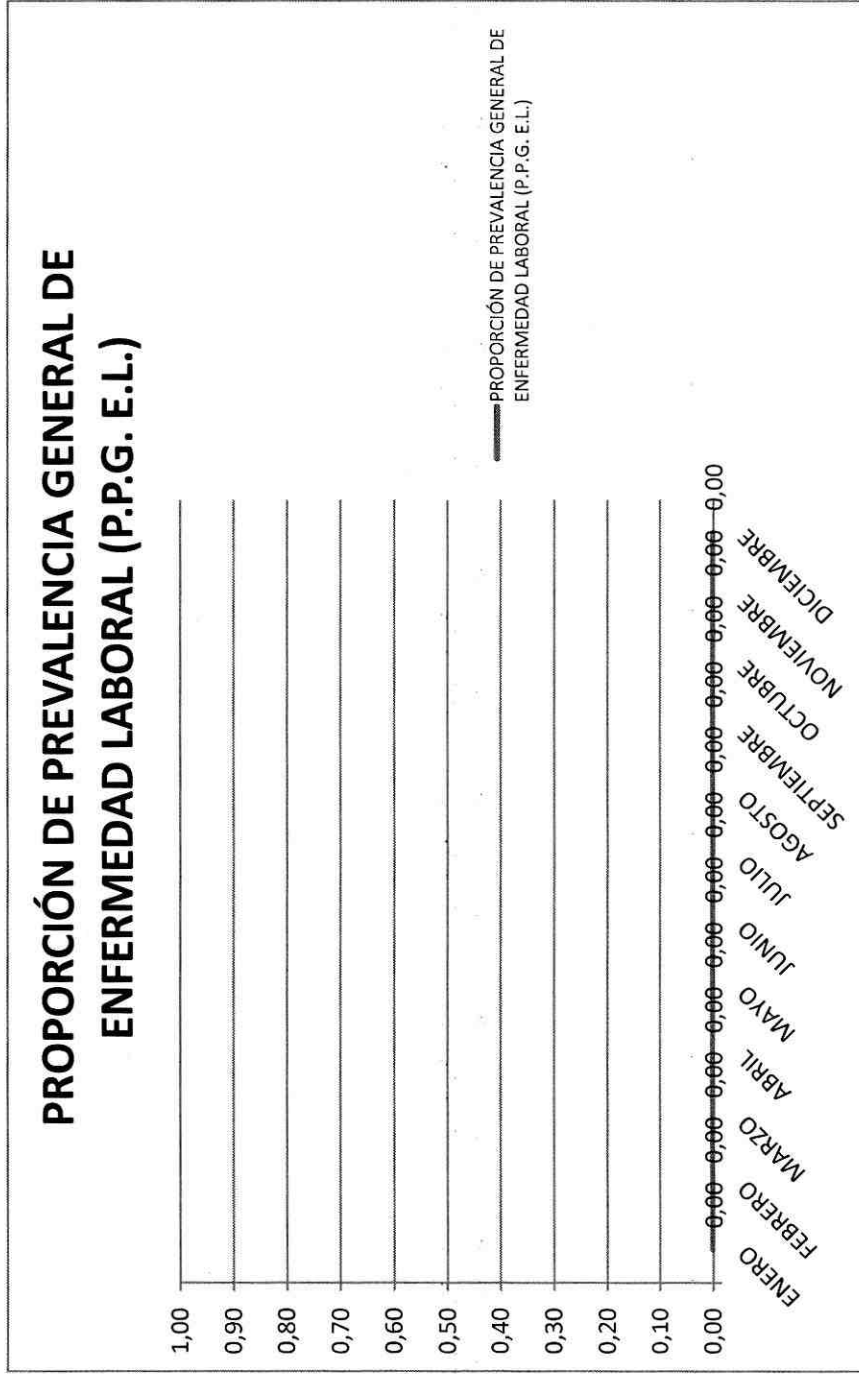 PROPORCIÓN DE PREVALENCIA GENERAL DE
ENFERMEDAD LABORAL (P.P.G. E.L.)
1,00
0,90
0,80
0,70
0,60
0,50
0,40
0,30
0,20
0,10
0,00
0,00 0,00 0,00 0,00 0,00 0,00 0,00 0,00 0,00 0,00 0,00 0,00
ENERO
FEBRERO
MARZO
ABRIL
MAYO
JUNIO
JULIO
AGOSTO
SEPTIEMBRE
OCTUBRE
NOVIEMBRE
DICIEMBRE
PROPORCIÓN DE PREVALENCIA GENERAL DE
ENFERMEDAD LABORAL (P.P.G. E.L.)